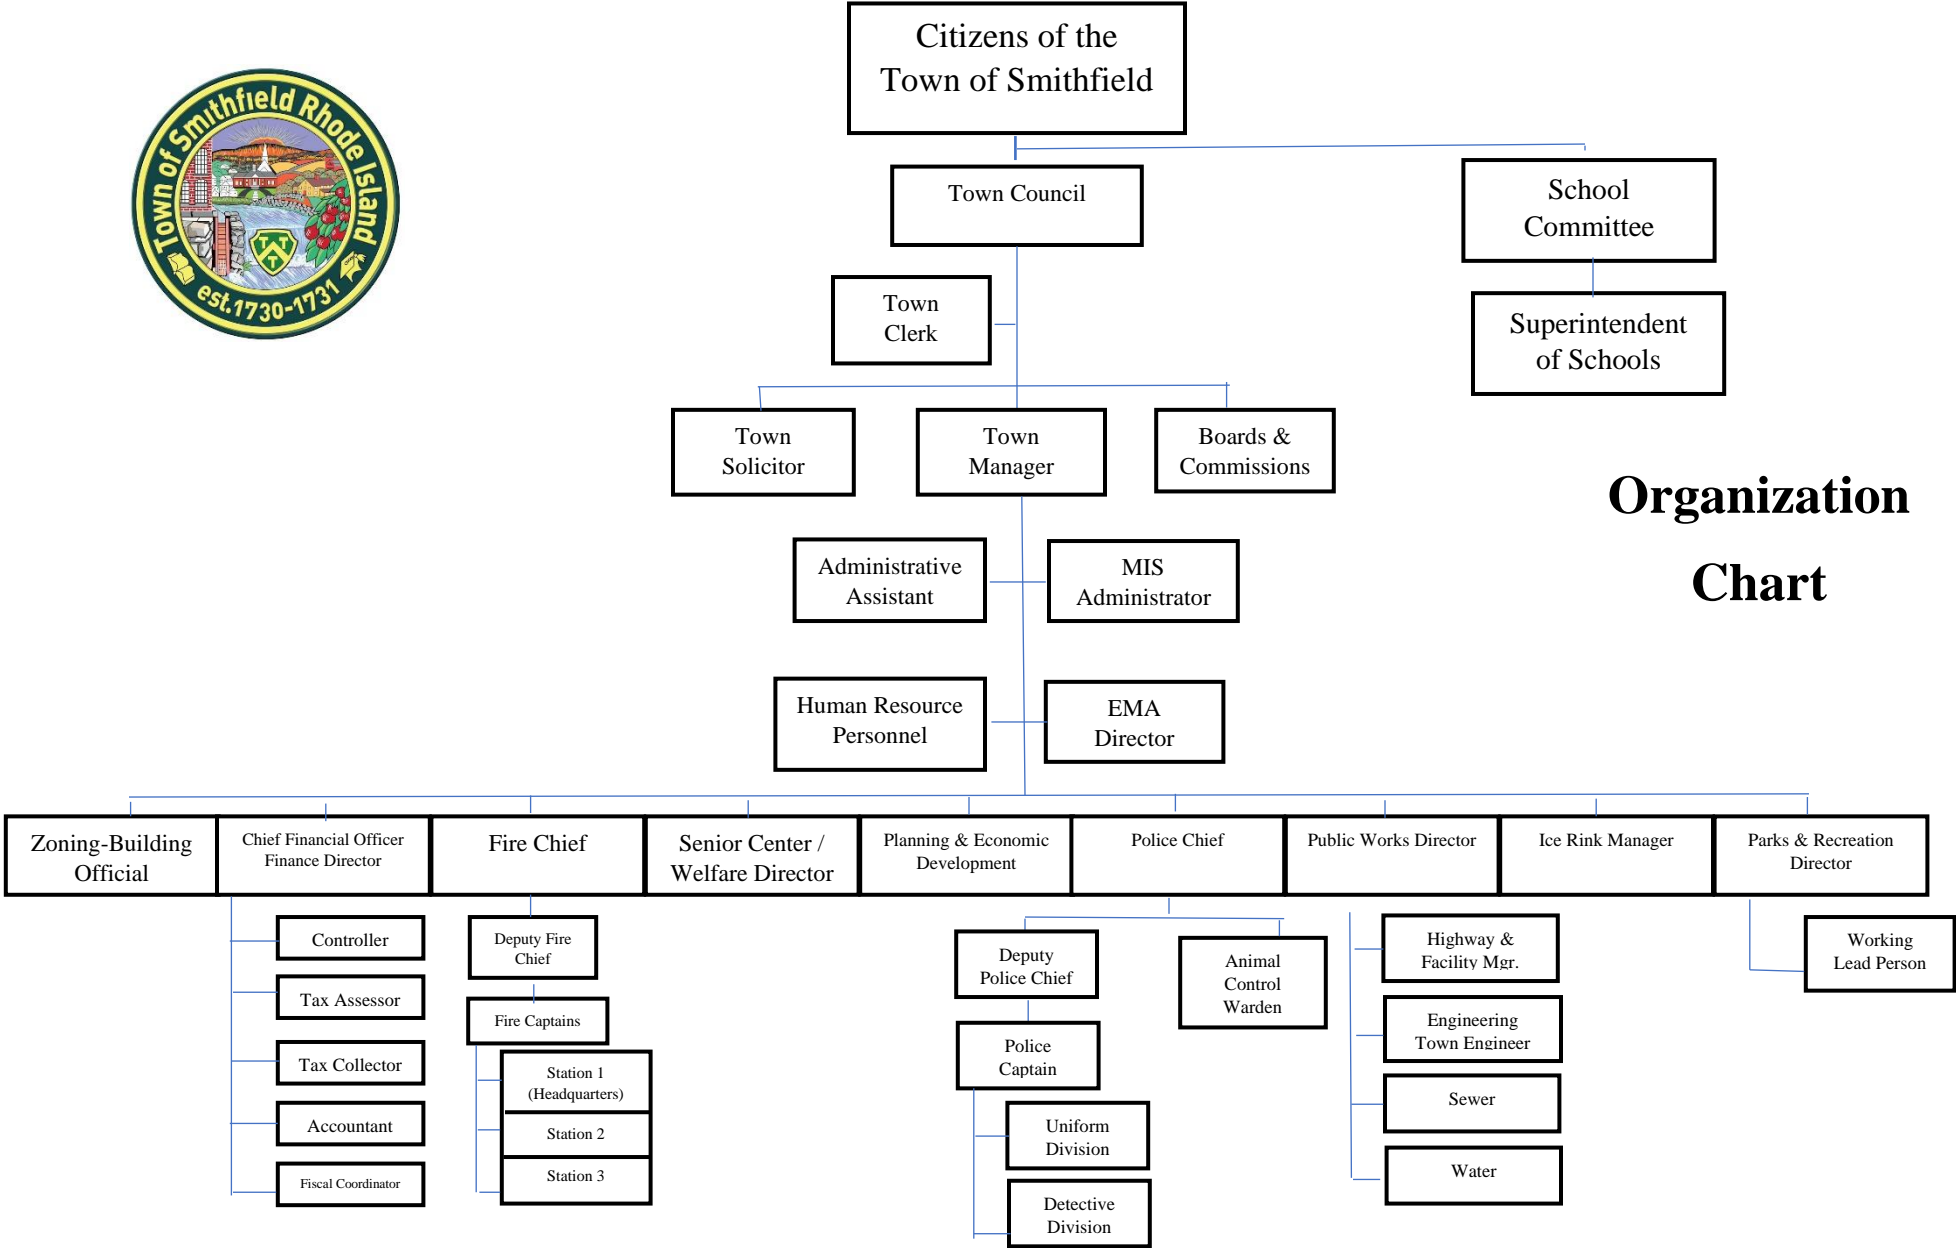 Citizens of the
Town of Smithfield
Town of Smithfield Rhode Island
est.1730-1731
T T
T
Town Council
School
Committee
Town
Clerk
Superintendent
of Schools
Town
Solicitor
Town
Manager
Boards &
Commissions
Organization
Chart
Administrative
Assistant
MIS
Administrator
Human Resource
Personnel
EMA
Director
Zoning-Building
Official
Chief Financial Officer
Finance Director
Fire Chief
Senior Center /
Welfare Director
Planning & Economic
Development
Police Chief
Public Works Director
Ice Rink Manager
Parks & Recreation
Director
Controller
Tax Assessor
Tax Collector
Accountant
Fiscal Coordinator
Deputy Fire
Chief
Fire Captains
Station 1
(Headquarters)
Station 2
Station 3
Deputy
Police Chief
Police
Captain
Uniform
Division
Detective
Division
Animal
Control
Warden
Highway &
Facility Mgr.
Engineering
Town Engineer
Sewer
Water
Working
Lead Person